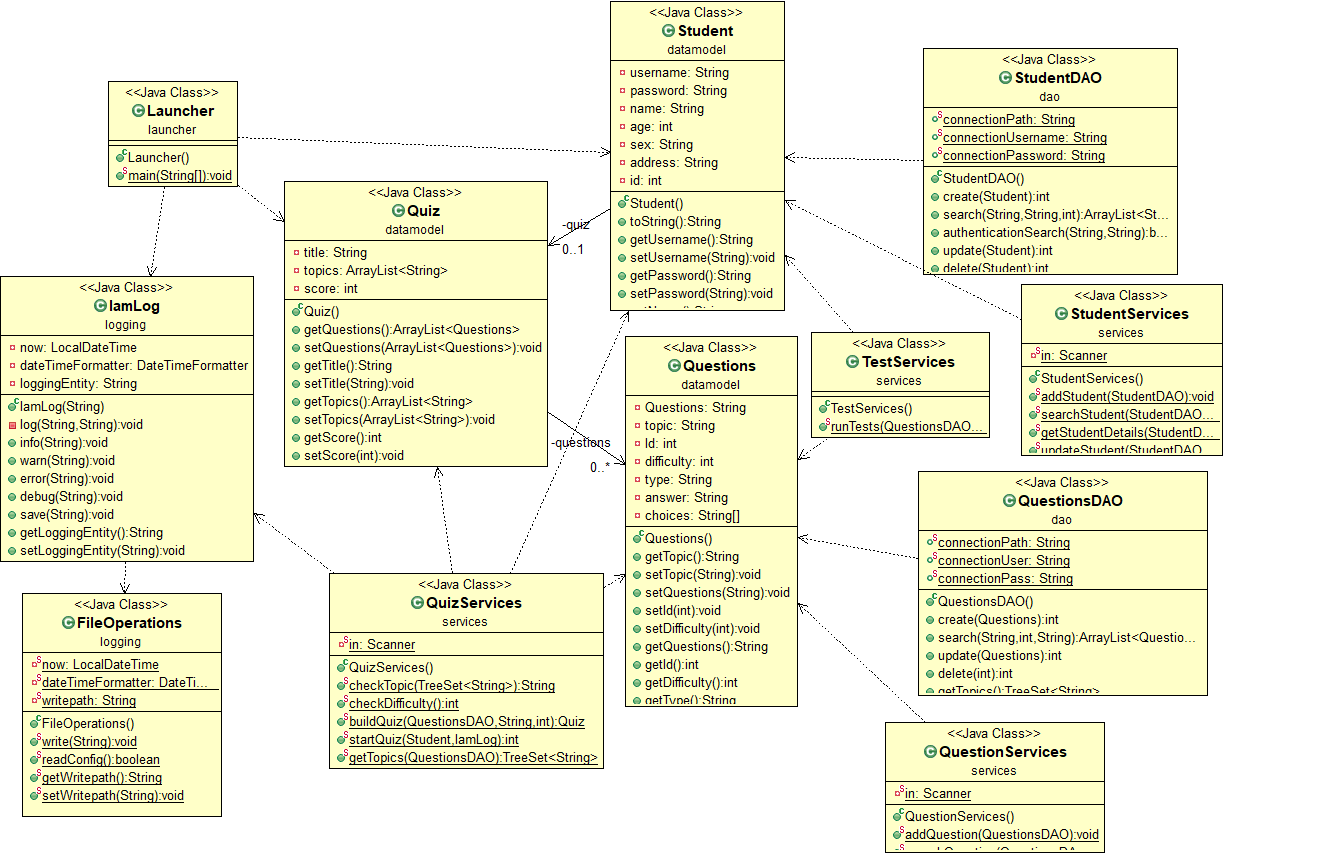 <<Java Class>>
Student
datamodel
username: String
password: String
name: String
age: int
sex: String
address: String
id: int
Student()
toString():String
getUsername():String
setUsername(String):void
getPassword():String
setPassword(String):void
<<Java Class>>
StudentDAO
dao
connectionPath: String
connectionUsername: String
connectionPassword: String
StudentDAO()
create(Student):int
search(String,String,int):ArrayList<St...
authenticationSearch(String,String):b...
update(Student):int
delete(Student):int
<<Java Class>>
Launcher
launcher
Launcher()
main(String[]):void
<<Java Class>>
Quiz
datamodel
title: String
topics: ArrayList<String>
score: int
Quiz()
getQuestions():ArrayList<Questions>
setQuestions(ArrayList<Questions>):void
getTitle():String
setTitle(String):void
getTopics():ArrayList<String>
setTopics(ArrayList<String>):void
getScore():int
setScore(int):void
-quiz
0..1
<<Java Class>>
IamLog
logging
now: LocalDateTime
dateTimeFormatter: DateTimeFormatter
loggingEntity: String
IamLog(String)
log(String,String):void
info(String):void
warn(String):void
error(String):void
debug(String):void
save(String):void
getLoggingEntity():String
setLoggingEntity(String):void
<<Java Class>>
StudentServices
services
in: Scanner
StudentServices()
addStudent(StudentDAO):void
searchStudent(StudentDAO...
getStudentDetails(StudentD...
updateStudent(StudentDAO
<<Java Class>>
TestServices
services
TestServices()
runTests(QuestionsDAO...
<<Java Class>>
Questions
datamodel
Questions: String
topic: String
Id: int
difficulty: int
type: String
answer: String
choices: String[]
Questions()
getTopic():String
setTopic(String):void
setQuestions(String):void
setId(int):void
setDifficulty(int):void
getQuestions():String
getId():int
getDifficulty():int
getType():String
-questions
0..*
<<Java Class>>
QuestionsDAO
dao
connectionPath: String
connectionUser: String
connectionPass: String
QuestionsDAO()
create(Questions):int
search(String,int,String):ArrayList<Questio...
update(Questions):int
delete(int):int
getTopics():TreeSet<String>
<<Java Class>>
QuizServices
services
in: Scanner
QuizServices()
checkTopic(TreeSet<String>):String
checkDifficulty():int
buildQuiz(QuestionsDAO,String,int):Quiz
startQuiz(Student,IamLog):int
getTopics(QuestionsDAO):TreeSet<String>
<<Java Class>>
FileOperations
logging
now: LocalDateTime
dateTimeFormatter: DateTi...
writepath: String
FileOperations()
write(String):void
readConfig():boolean
getWritepath():String
setWritepath(String):void
<<Java Class>>
QuestionServices
services
in: Scanner
QuestionServices()
addQuestion(QuestionsDAO):void